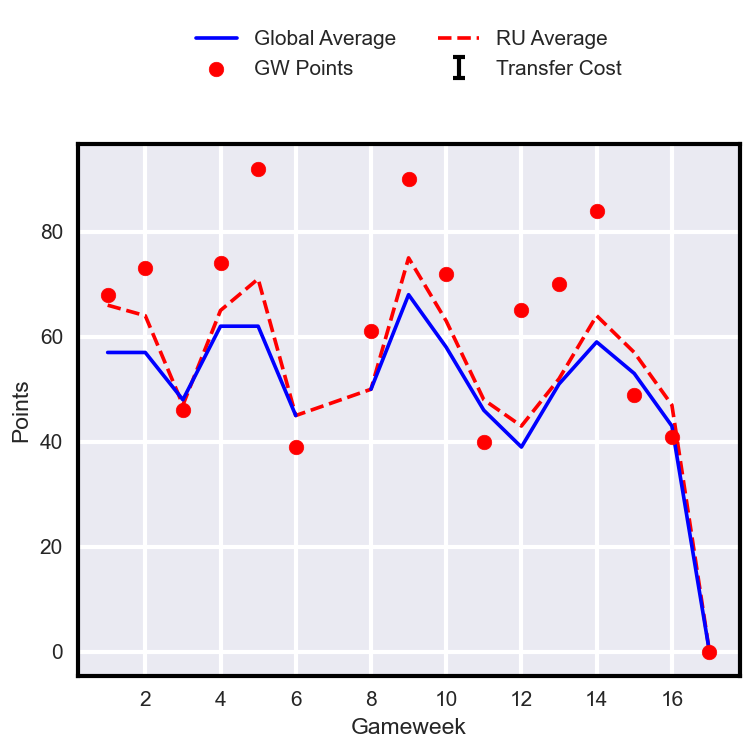 Global Average
RU Average
GW Points
Transfer Cost
80
60
40
20
0
Points
2 4 6 8 10 12 14 16
Gameweek